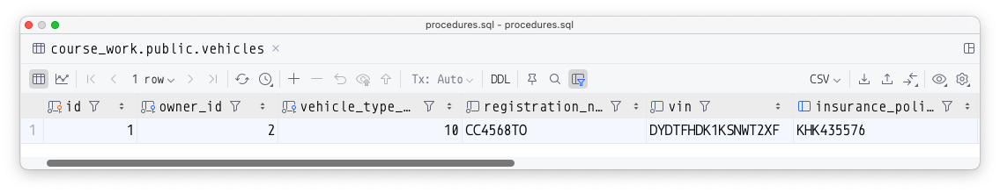 procedures.sql - procedures.sql
course_work.public.vehicles
1 row Tx: Auto DDL CSV
id owner_id vehicle_type_... registration_n... vin insurance_poli...
1 1 2 10 CC4568TO DYDTFHDK1KSNWT2XF KHK435576